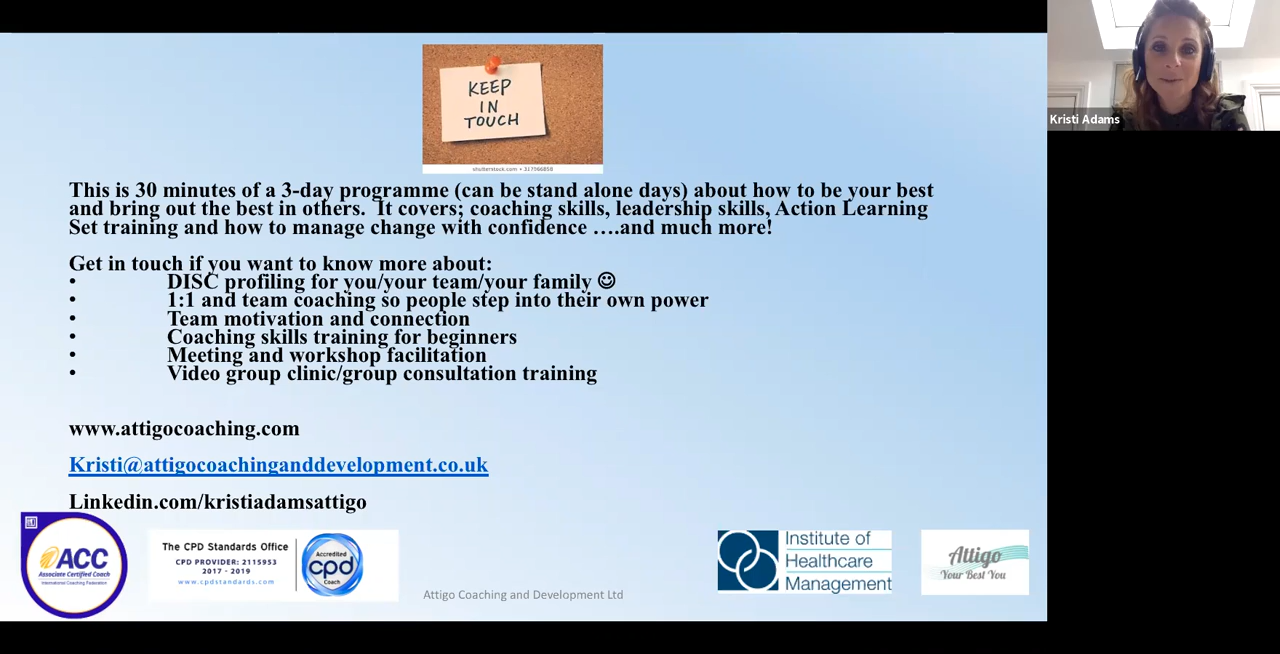 KEEP
IN
TOUCH
shutterstock.com • 317966858
This is 30 minutes of a 3-day programme (can be stand alone days) about how to be your best
and bring out the best in others.  It covers; coaching skills, leadership skills, Action Learning
Set training and how to manage change with confidence ….and much more!
Get in touch if you want to know more about:
• DISC profiling for you/your team/your family ☺
• 1:1 and team coaching so people step into their own power
• Team motivation and connection
• Coaching skills training for beginners
• Meeting and workshop facilitation
• Video group clinic/group consultation training
www.attigocoaching.com
Kristi@attigocoachinganddevelopment.co.uk
Linkedin.com/kristiadamsattigo
ACC
Associate Certified Coach
International Coaching Federation
The CPD Standards Office
CPD PROVIDER: 2115953
2017 - 2019
www.cpdstandards.com
Accredited
cpd
Coach
Attigo Coaching and Development Ltd
Institute of
Healthcare
Management
Attigo
Your Best You
Kristi Adams